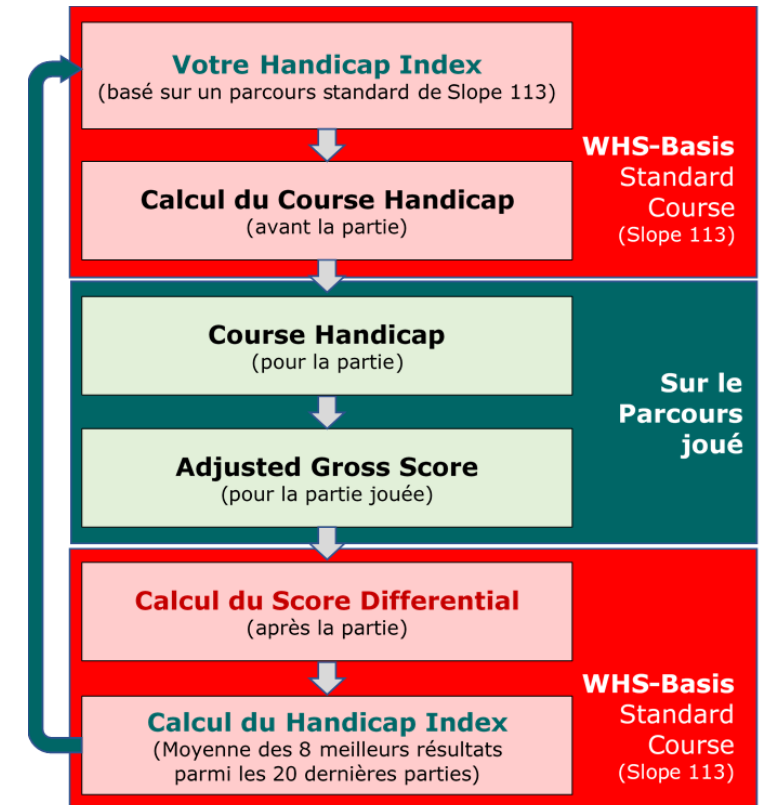 Votre Handicap Index
(basé sur un parcours standard de Slope 113)
WHS-Basis
Standard
Course
(Slope 113)
Calcul du Course Handicap
(avant la partie)
Course Handicap
(pour la partie)
Sur le
Parcours
joué
Adjusted Gross Score
(pour la partie jouée)
Calcul du Score Differential
(après la partie)
WHS-Basis
Standard
Course
(Slope 113)
Calcul du Handicap Index
(Moyenne des 8 meilleurs résultats
parmi les 20 dernières parties)